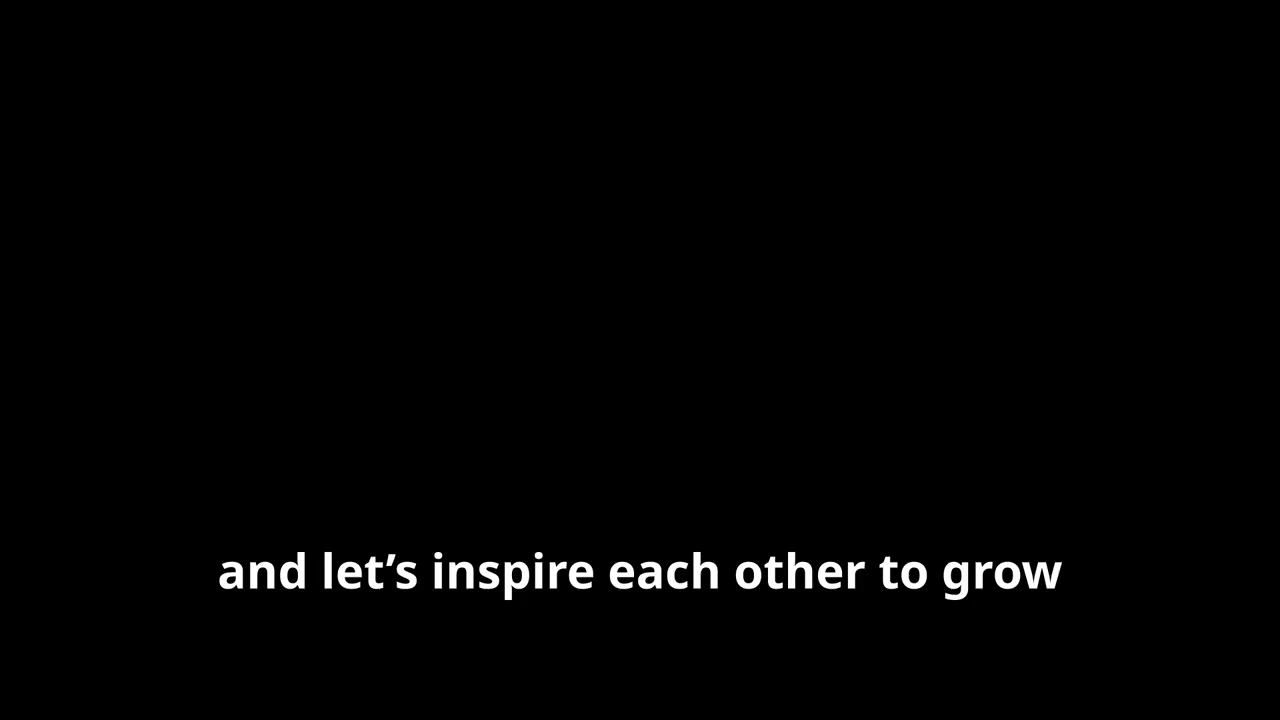 and let’s inspire each other to grow